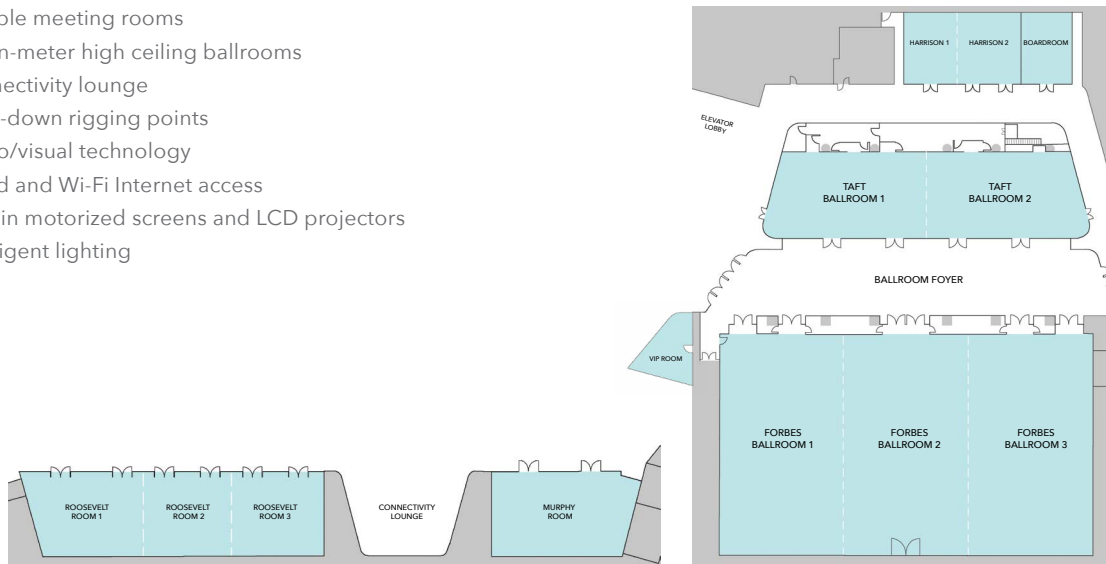 ble meeting rooms
n-meter high ceiling ballrooms
nectivity lounge
-down rigging points
o/visual technology
d and Wi-Fi Internet access
in motorized screens and LCD projectors
igent lighting
HARRISON 1
HARRISON 2
BOARDROOM
ELEVATOR
LOBBY
TAFT
BALLROOM 1
TAFT
BALLROOM 2
BALLROOM FOYER
VIP ROOM
FORBES
BALLROOM 1
FORBES
BALLROOM 2
FORBES
BALLROOM 3
ROOSEVELT
ROOM 1
ROOSEVELT
ROOM 2
ROOSEVELT
ROOM 3
CONNECTIVITY
LOUNGE
MURPHY
ROOM